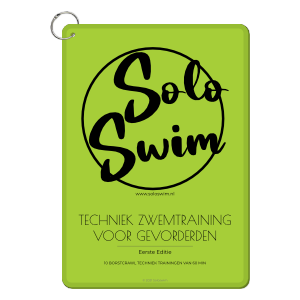 Solo
Swim
www.soloswim.nl
TECHNIEK ZWEMTRAINING
VOOR GEVORDERDEN
Eerste Editie
10 BORSTCRAWL TECHNIEK TRAININGEN VAN 60 MIN